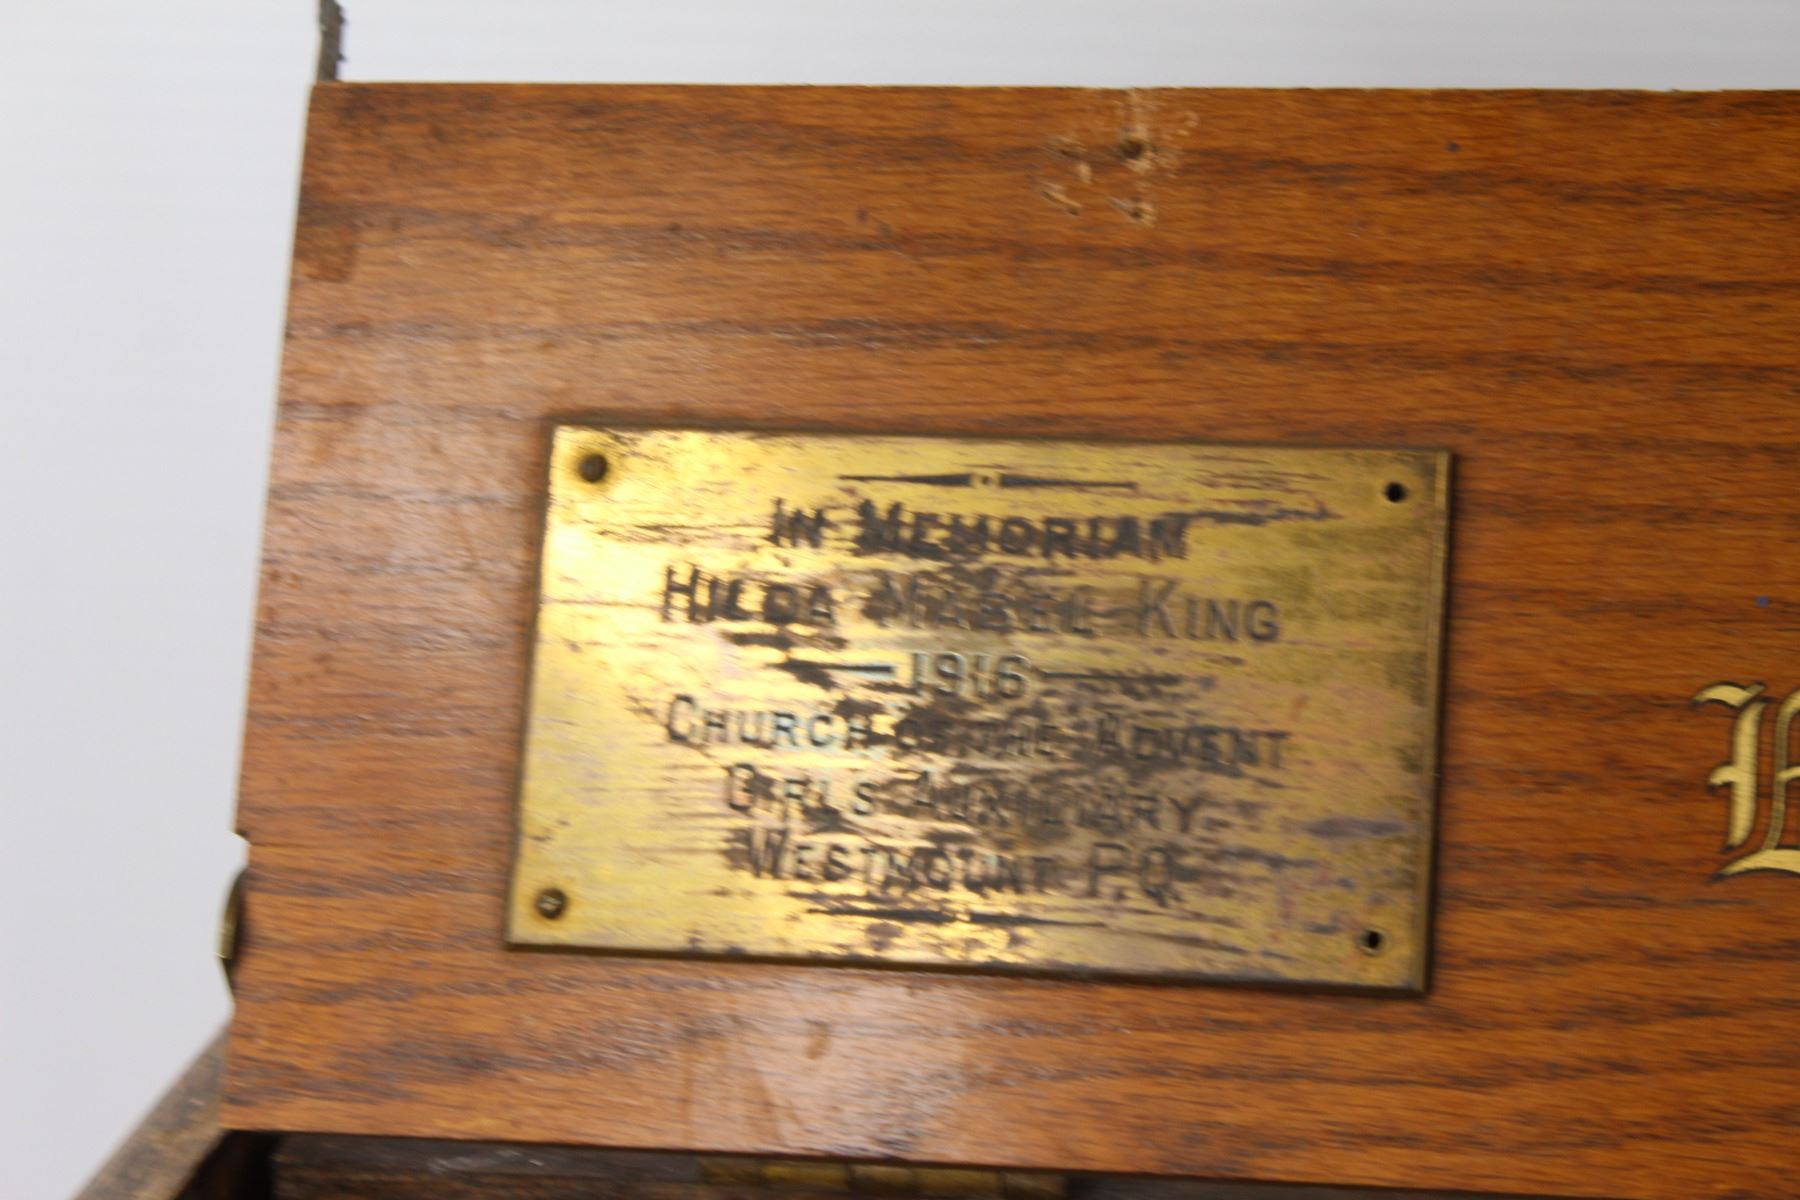 IN MEMORIAM
HILDA MABEL KING
1916
CHURCH OF THE ADVENT
GIRLS AUXILIARY
WESTMOUNT P.Q.